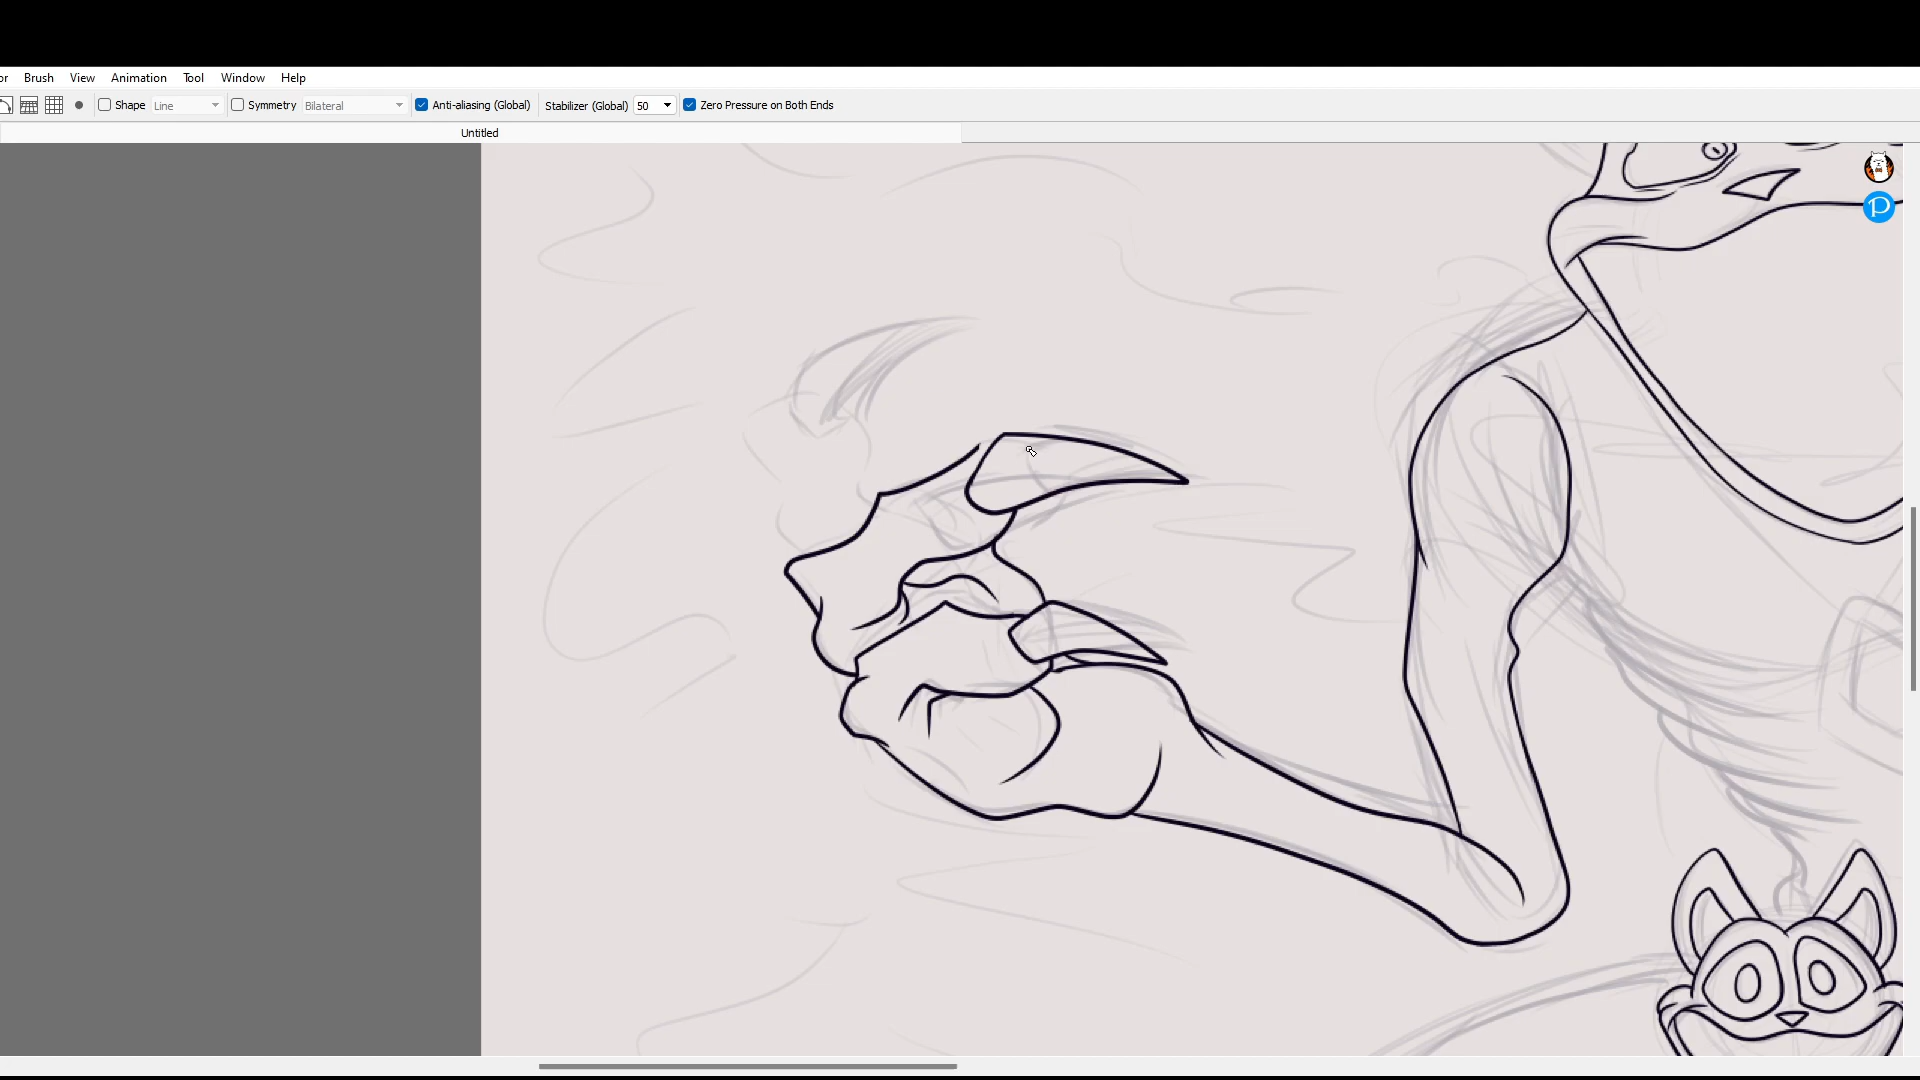 or Brush View Animation Tool Window Help
Shape Line Symmetry Bilateral Anti-aliasing (Global) Stabilizer (Global) 50 Zero Pressure on Both Ends
Untitled